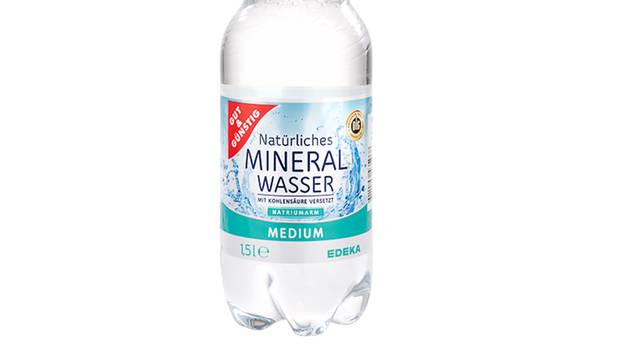 GUT
&
GÜNSTIG
Natürliches
MINERAL
WASSER
MIT KOHLENSÄURE VERSETZT
NATRIUMARM
MEDIUM
1,5 l e
EDEKA